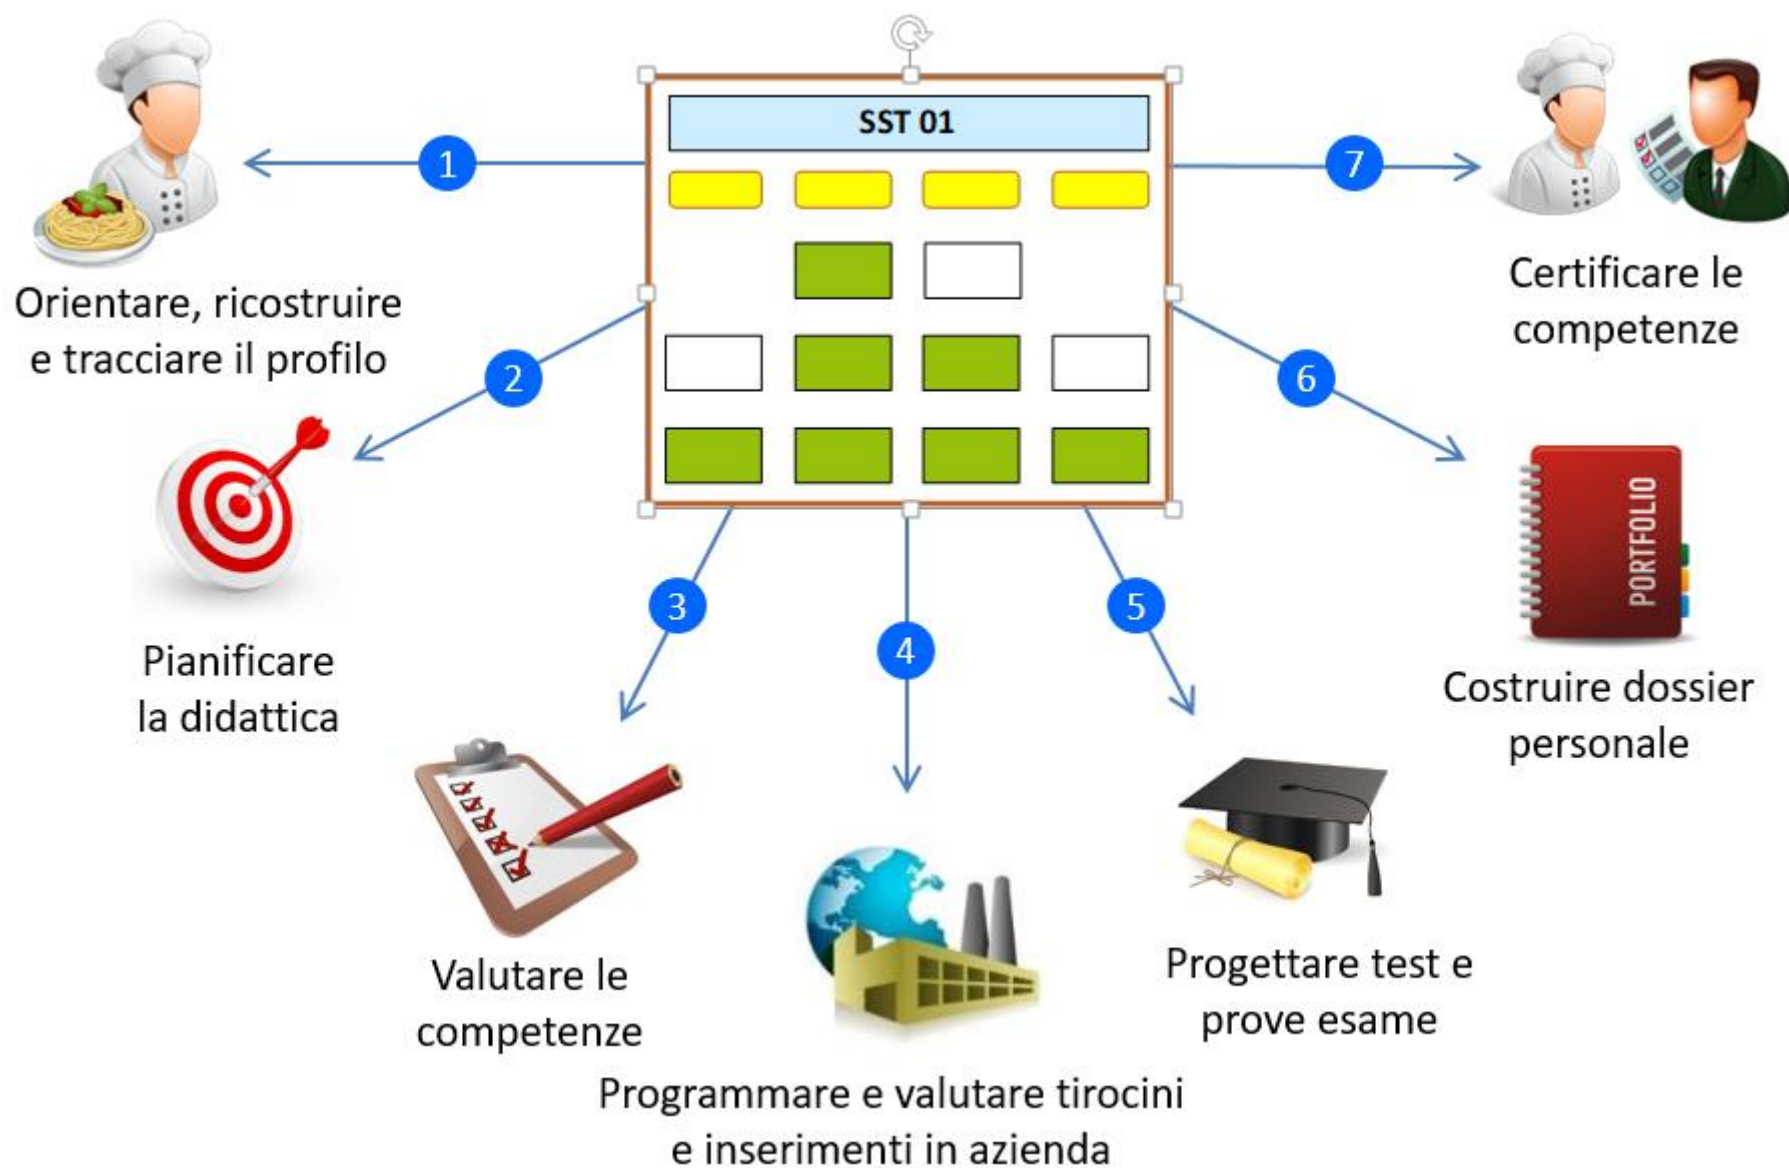 SST 01
1
Orientare, ricostruire
e tracciare il profilo
2
Pianificare
la didattica
3
Valutare le
competenze
4
Programmare e valutare tirocini
e inserimenti in azienda
5
Progettare test e
prove esame
6
PORTFOLIO
Costruire dossier
personale
7
Certificare le
competenze